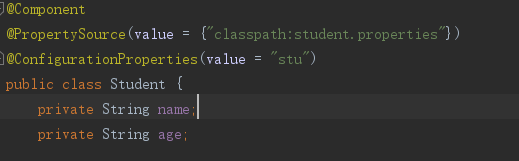 @Component
@PropertySource(value = {"classpath:student.properties"})
@ConfigurationProperties(value = "stu")
public class Student {
private String name;
private String age;